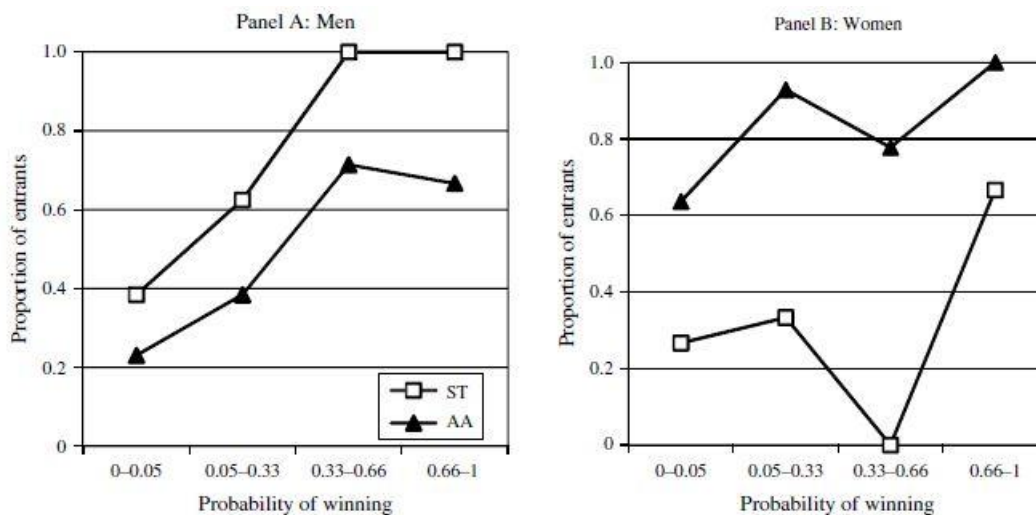 Panel A: Men
1.0
0.8
0.6
0.4
0.2
0
Proportion of entrants
ST
AA
0–0.05 0.05–0.33 0.33–0.66 0.66–1
Probability of winning
Panel B: Women
1.0
0.8
0.6
0.4
0.2
0
Proportion of entrants
0–0.05 0.05–0.33 0.33–0.66 0.66–1
Probability of winning